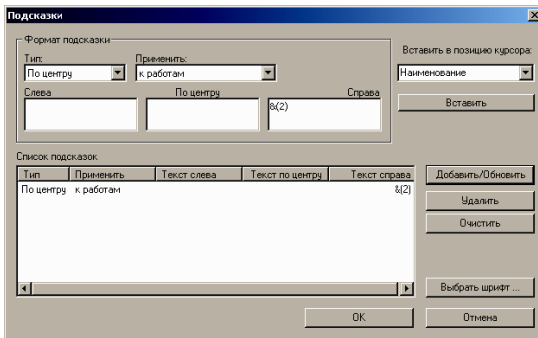 Подсказки
Формат подсказки
Тип: Применить:
По центру к работам
Слева По центру Справа
&(2)
Вставить в позицию курсора:
Наименование
Вставить
Список подсказок
Тип Применить Текст слева Текст по центру Текст справа
По центру к работам &(2)
Добавить/Обновить
Удалить
Очистить
Выбрать шрифт ...
OK Отмена